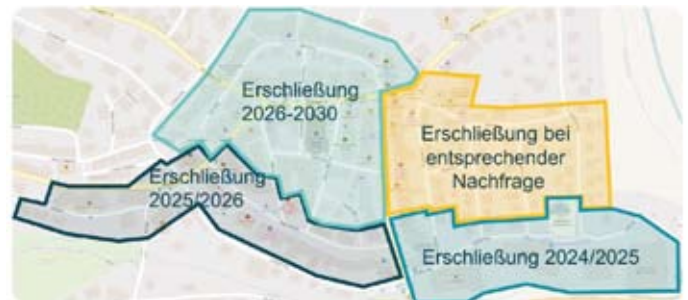 Erschließung
2026-2030
Erschließung bei
entsprechender
Nachfrage
Erschließung
2025/2026
Erschließung 2024/2025